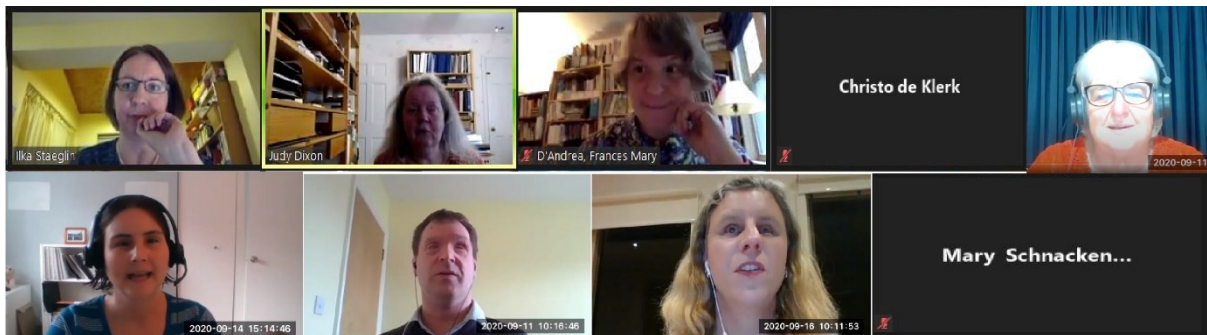 Ilka Staeglin
Judy Dixon
D'Andrea, Frances Mary
Christo de Klerk
2020-09-11
2020-09-14 15:14:46
2020-09-11 10:16:46
2020-09-16 10:11:53
Mary Schnacken...